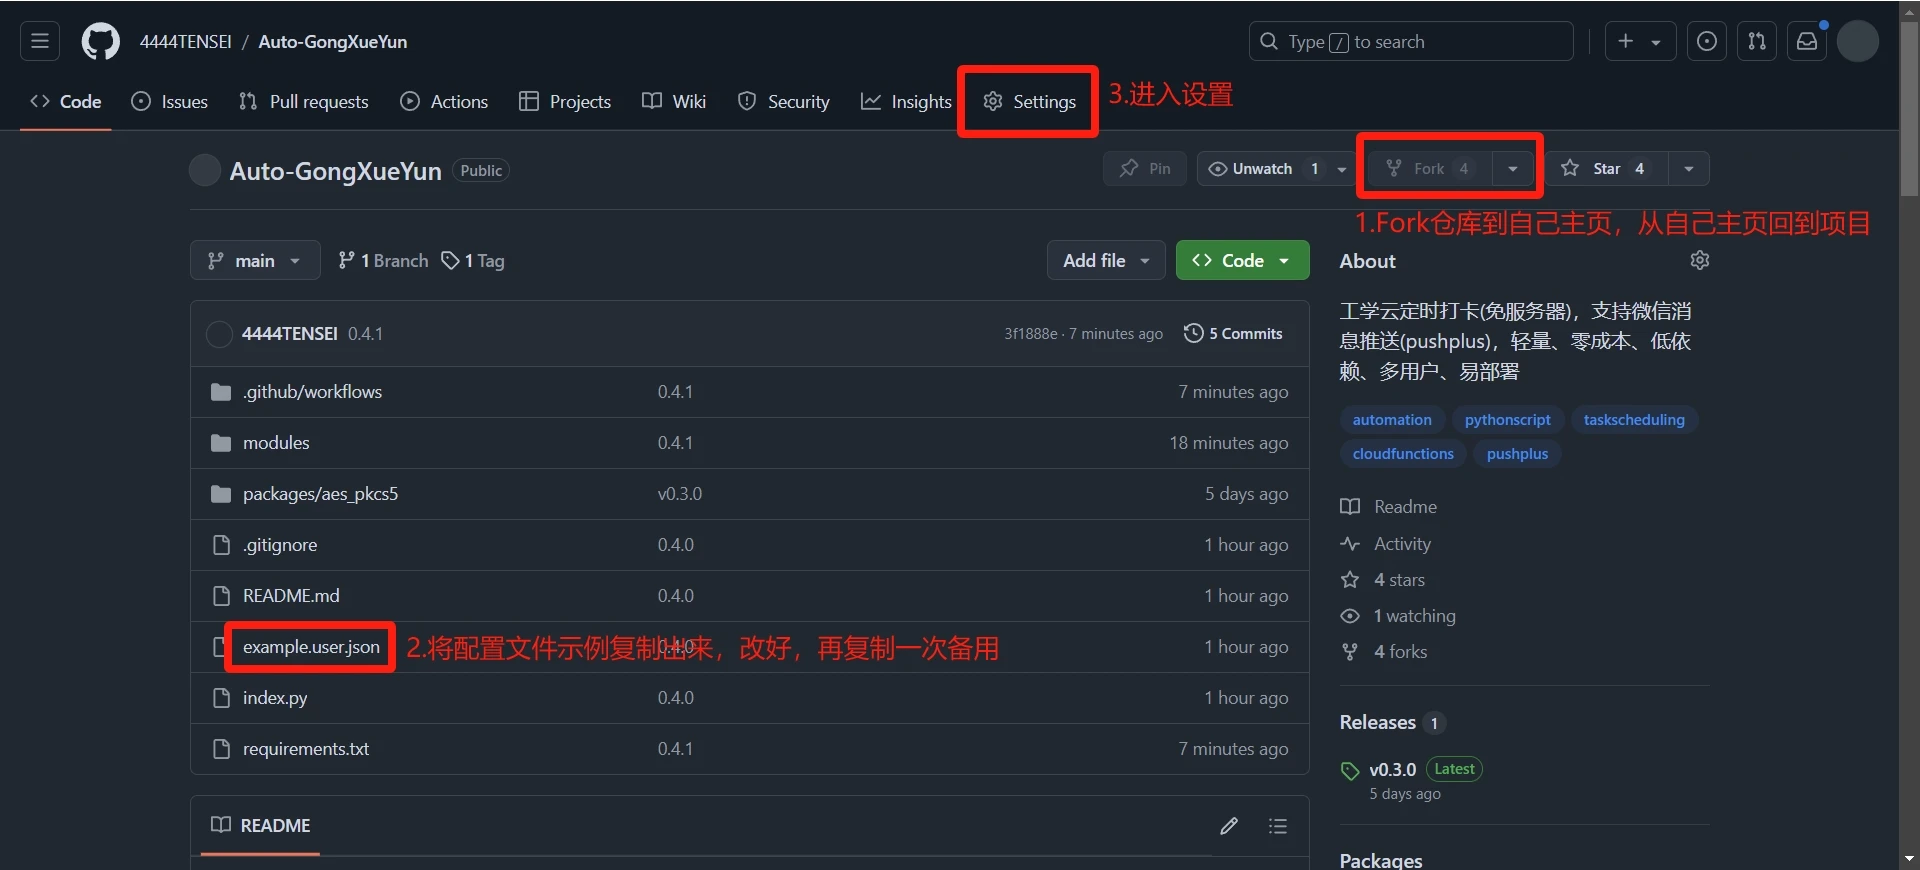 4444TENSEI / Auto-GongXueYun
Type / to search
Code Issues Pull requests Actions Projects Wiki Security Insights Settings
3.进入设置
Auto-GongXueYun Public
Pin Unwatch 1 Fork 4 Star 4
1.Fork仓库到自己主页，从自己主页回到项目
main 1 Branch 1 Tag Add file Code
About
工学云定时打卡(免服务器)，支持微信消
息推送(pushplus)，轻量、零成本、低依
赖、多用户、易部署
automation pythonscript taskscheduling
cloudfunctions pushplus
Readme
Activity
4 stars
1 watching
4 forks
Releases 1
v0.3.0 Latest
5 days ago
Packages
4444TENSEI 0.4.1 3f1888e · 7 minutes ago 5 Commits
.github/workflows 0.4.1 7 minutes ago
modules 0.4.1 18 minutes ago
packages/aes_pkcs5 v0.3.0 5 days ago
.gitignore 0.4.0 1 hour ago
README.md 0.4.0 1 hour ago
example.user.json 0.4.0 1 hour ago
2.将配置文件示例复制出来，改好，再复制一次备用
index.py 0.4.0 1 hour ago
requirements.txt 0.4.1 7 minutes ago
README